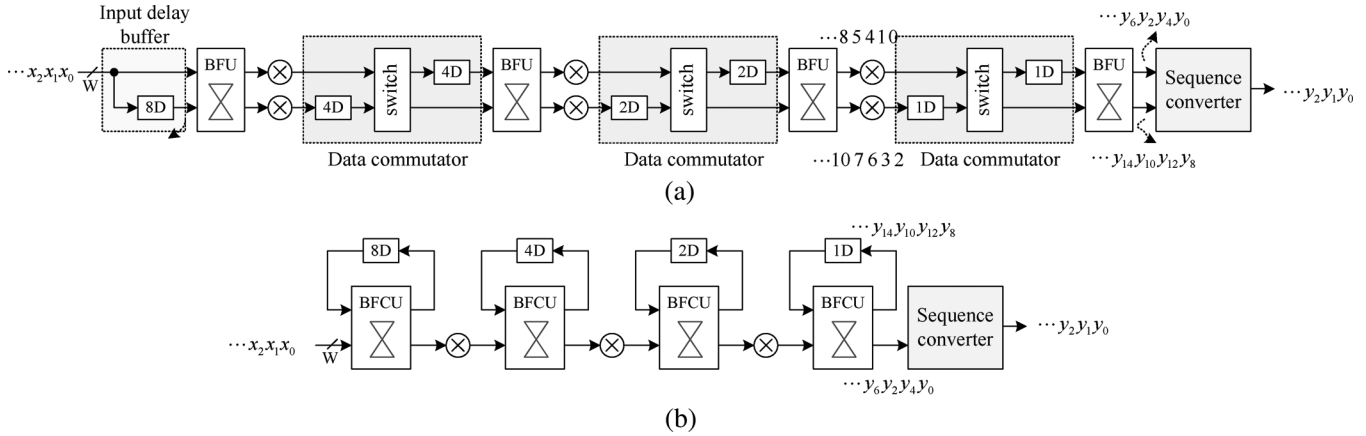 Input delay
buffer
⋯ x₂x₁x₀
W
8D
BFU
4D
switch
4D
Data commutator
BFU
2D
switch
2D
Data commutator
BFU
⋯8 5 4 1 0
⋯10 7 6 3 2
1D
switch
1D
Data commutator
BFU
⋯ y₆y₂y₄y₀
⋯ y₁₄y₁₀y₁₂y₈
Sequence
converter
⋯ y₂y₁y₀
(a)
8D
4D
2D
1D
⋯ y₁₄y₁₀y₁₂y₈
BFCU
BFCU
BFCU
BFCU
⋯ x₂x₁x₀
W
Sequence
converter
⋯ y₂y₁y₀
⋯ y₆y₂y₄y₀
(b)